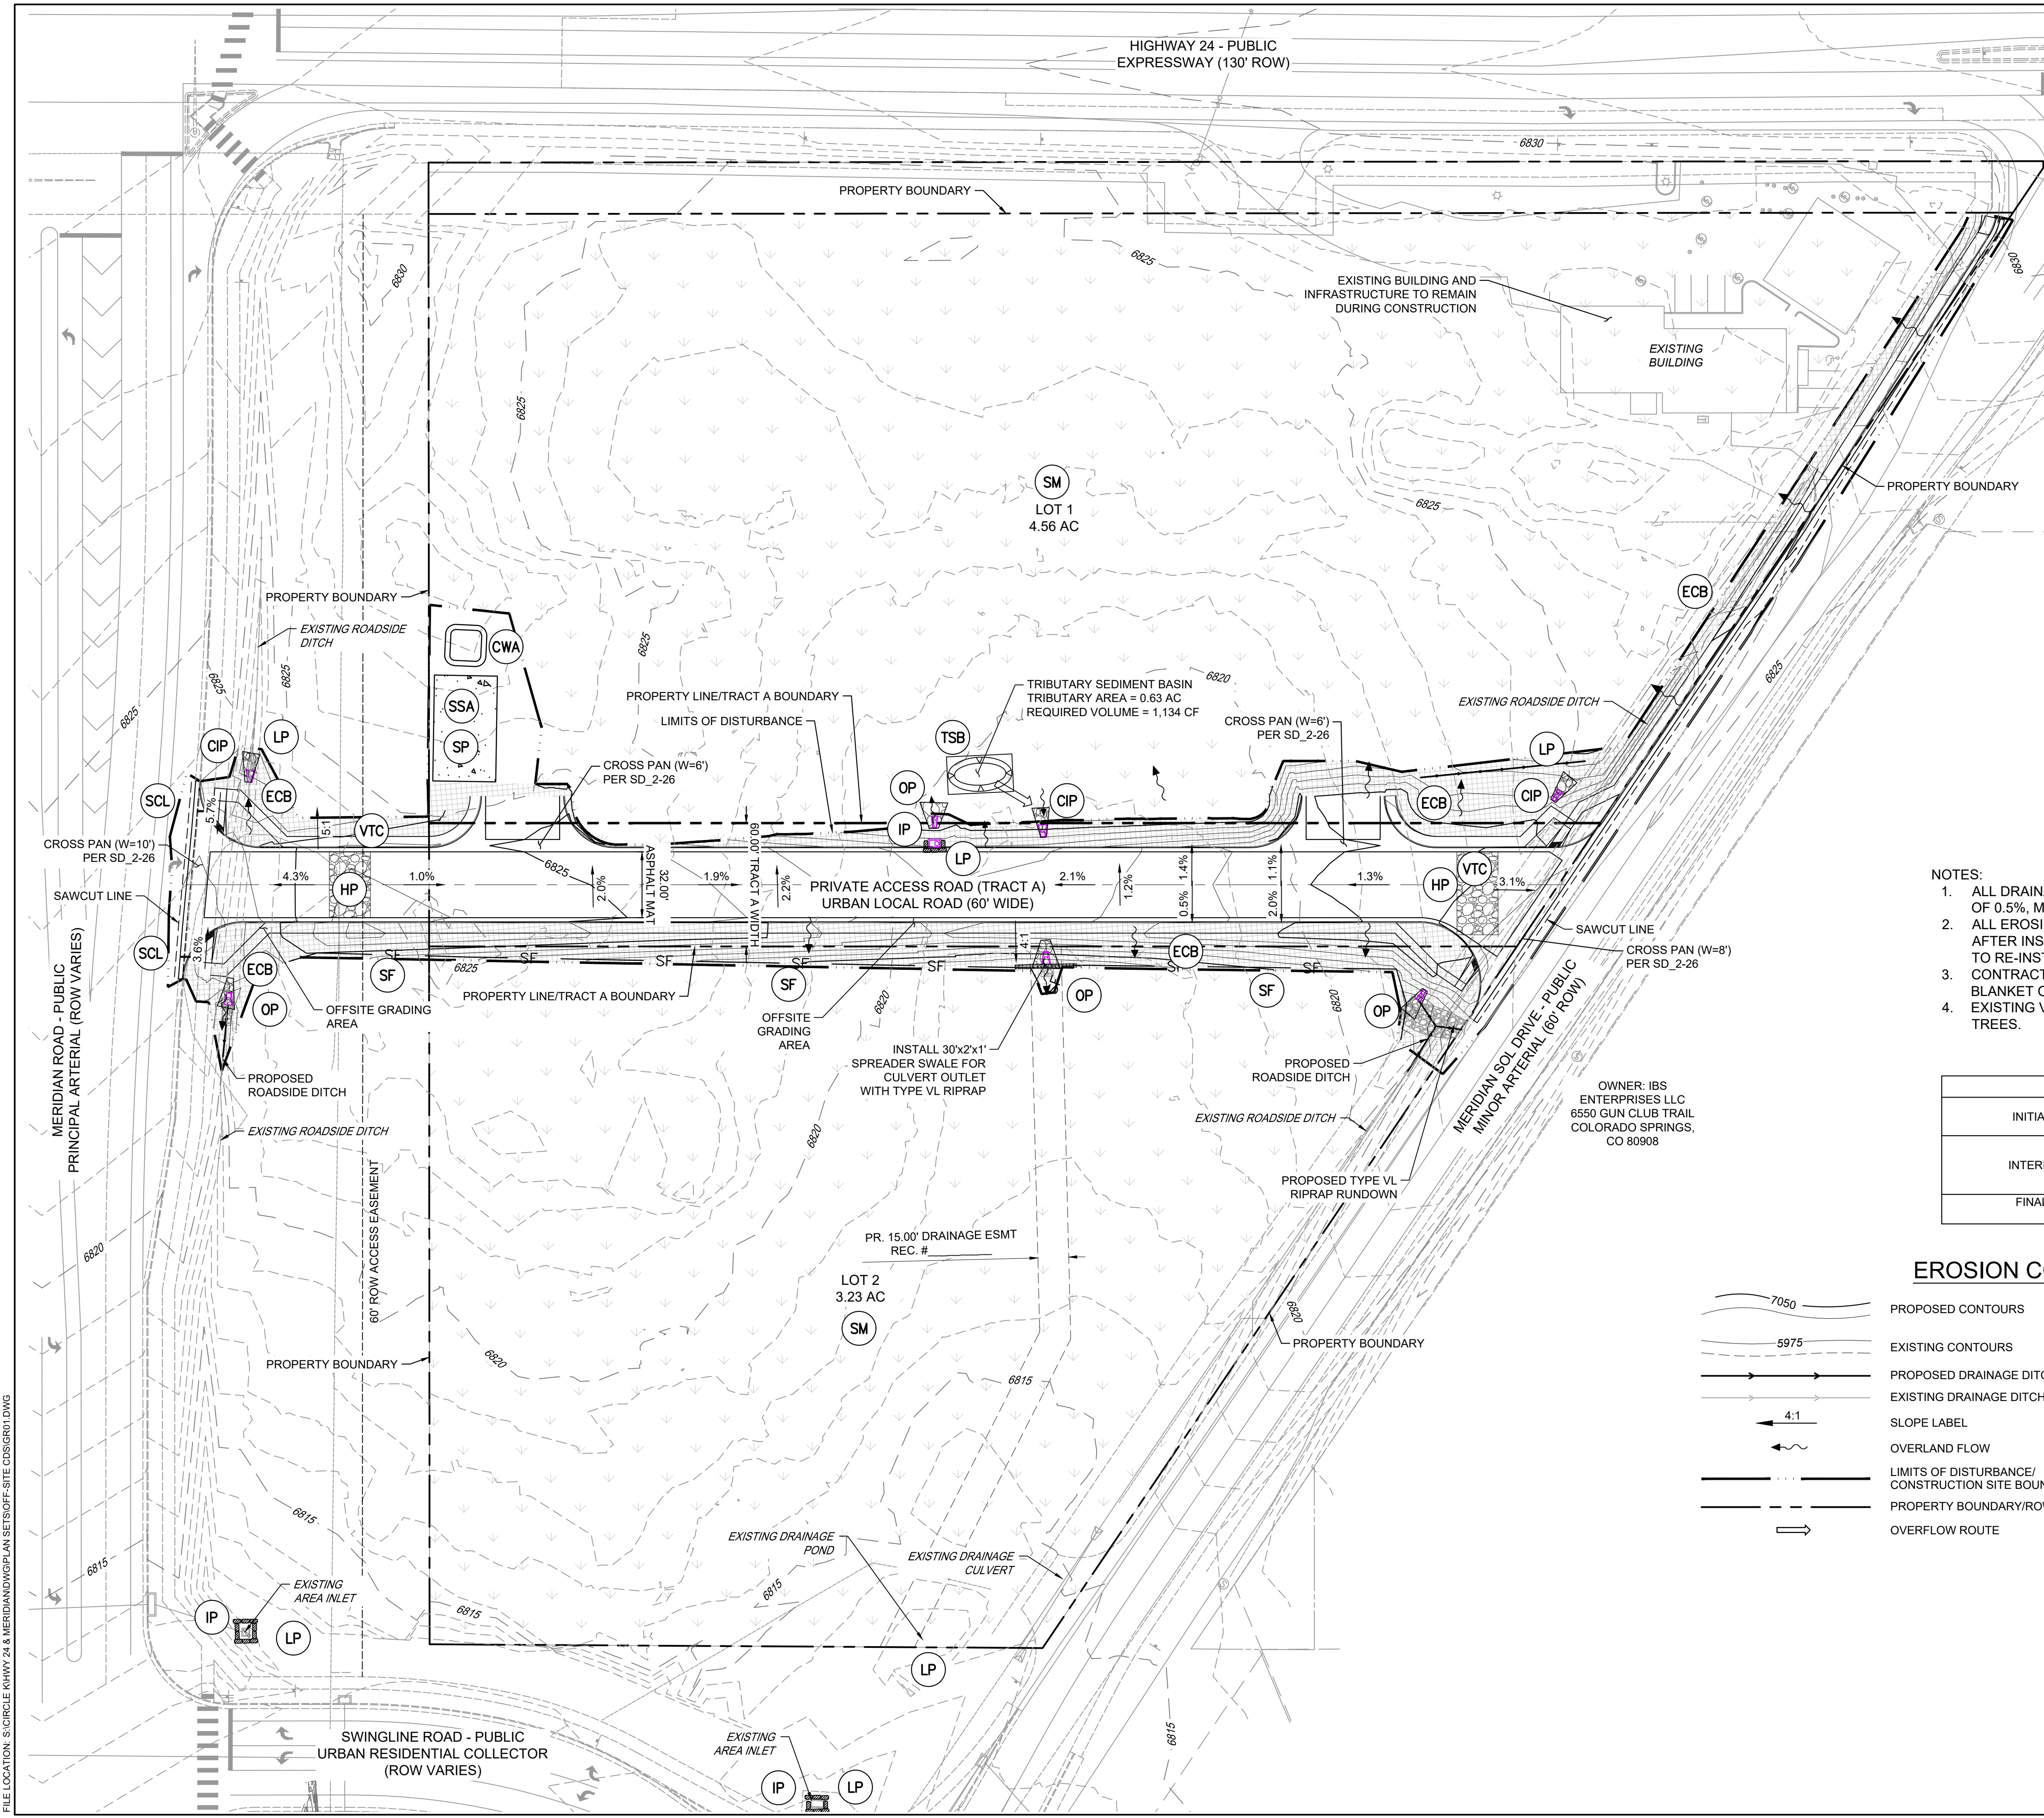 HIGHWAY 24 - PUBLIC
EXPRESSWAY (130' ROW)
6830
PROPERTY BOUNDARY
6830
6825
6830
EXISTING BUILDING AND
INFRASTRUCTURE TO REMAIN
DURING CONSTRUCTION
EXISTING
BUILDING
6825
SM
LOT 1
4.56 AC
6825
PROPERTY BOUNDARY
ECB
PROPERTY BOUNDARY
EXISTING ROADSIDE
DITCH
CWA
6825
6825
6825
6825
6825
SSA
SP
PROPERTY LINE/TRACT A BOUNDARY
LIMITS OF DISTURBANCE
TRIBUTARY SEDIMENT BASIN
TRIBUTARY AREA = 0.63 AC
REQUIRED VOLUME = 1,134 CF
6820
EXISTING ROADSIDE DITCH
CROSS PAN (W=6')
PER SD_2-26
CIP
LP
TSB
LP
CROSS PAN (W=6')
PER SD_2-26
SCL
ECB
OP
CIP
ECB
CIP
5.7%
5:1
VTC
IP
LP
CROSS PAN (W=10')
PER SD_2-26
SAWCUT LINE
6825
4.3%
HP
1.0%
2.0%
32.00'
ASPHALT MAT
1.9%
60.00' TRACT A WIDTH
2.2%
PRIVATE ACCESS ROAD (TRACT A)
URBAN LOCAL ROAD (60' WIDE)
2.1%
1.2%
1.4%
0.5%
1.1%
2.0%
1.3%
HP
VTC
3.1%
SAWCUT LINE
CROSS PAN (W=8')
PER SD_2-26
SCL
3.6%
ECB
SF
6825
SF
SF
SF
SF
SF
SF
4:1
ECB
SF
SF
SF
OP
OP
OP
OFFSITE GRADING
AREA
PROPERTY LINE/TRACT A BOUNDARY
OFFSITE
GRADING
AREA
6820
6820
INSTALL 30'x2'x1'
SPREADER SWALE FOR
CULVERT OUTLET
WITH TYPE VL RIPRAP
PROPOSED
ROADSIDE DITCH
PROPOSED
ROADSIDE DITCH
EXISTING ROADSIDE DITCH
EXISTING ROADSIDE DITCH
MERIDIAN ROAD - PUBLIC
PRINCIPAL ARTERIAL (ROW VARIES)
MERIDIAN SOL DRIVE - PUBLIC
MINOR ARTERIAL (60' ROW)
OWNER: IBS
ENTERPRISES LLC
6550 GUN CLUB TRAIL
COLORADO SPRINGS,
CO 80908
6820
PROPOSED TYPE VL
RIPRAP RUNDOWN
60' ROW ACCESS EASEMENT
PR. 15.00' DRAINAGE ESMT
REC. #
6820
LOT 2
3.23 AC
SM
6820
PROPERTY BOUNDARY
PROPERTY BOUNDARY
6820
6815
6815
6815
EXISTING DRAINAGE
POND
EXISTING DRAINAGE
CULVERT
6815
6815
EXISTING
AREA INLET
IP
LP
LP
SWINGLINE ROAD - PUBLIC
URBAN RESIDENTIAL COLLECTOR
(ROW VARIES)
EXISTING
AREA INLET
IP
LP
6815
NOTES:
1. ALL DRAIN
OF 0.5%, M
2. ALL EROSI
AFTER INS
TO RE-INST
3. CONTRACT
BLANKET O
4. EXISTING V
TREES.
INITIA
INTER
FINAL
EROSION CO
7050 PROPOSED CONTOURS
5975 EXISTING CONTOURS
PROPOSED DRAINAGE DITC
EXISTING DRAINAGE DITCH
4:1 SLOPE LABEL
OVERLAND FLOW
LIMITS OF DISTURBANCE/
CONSTRUCTION SITE BOUN
PROPERTY BOUNDARY/RO
OVERFLOW ROUTE
FILE LOCATION: S:\CIRCLE K\HWY 24 & MERIDIAN\DWG\PLAN SETS\OFF-SITE CDS\GR01.DWG